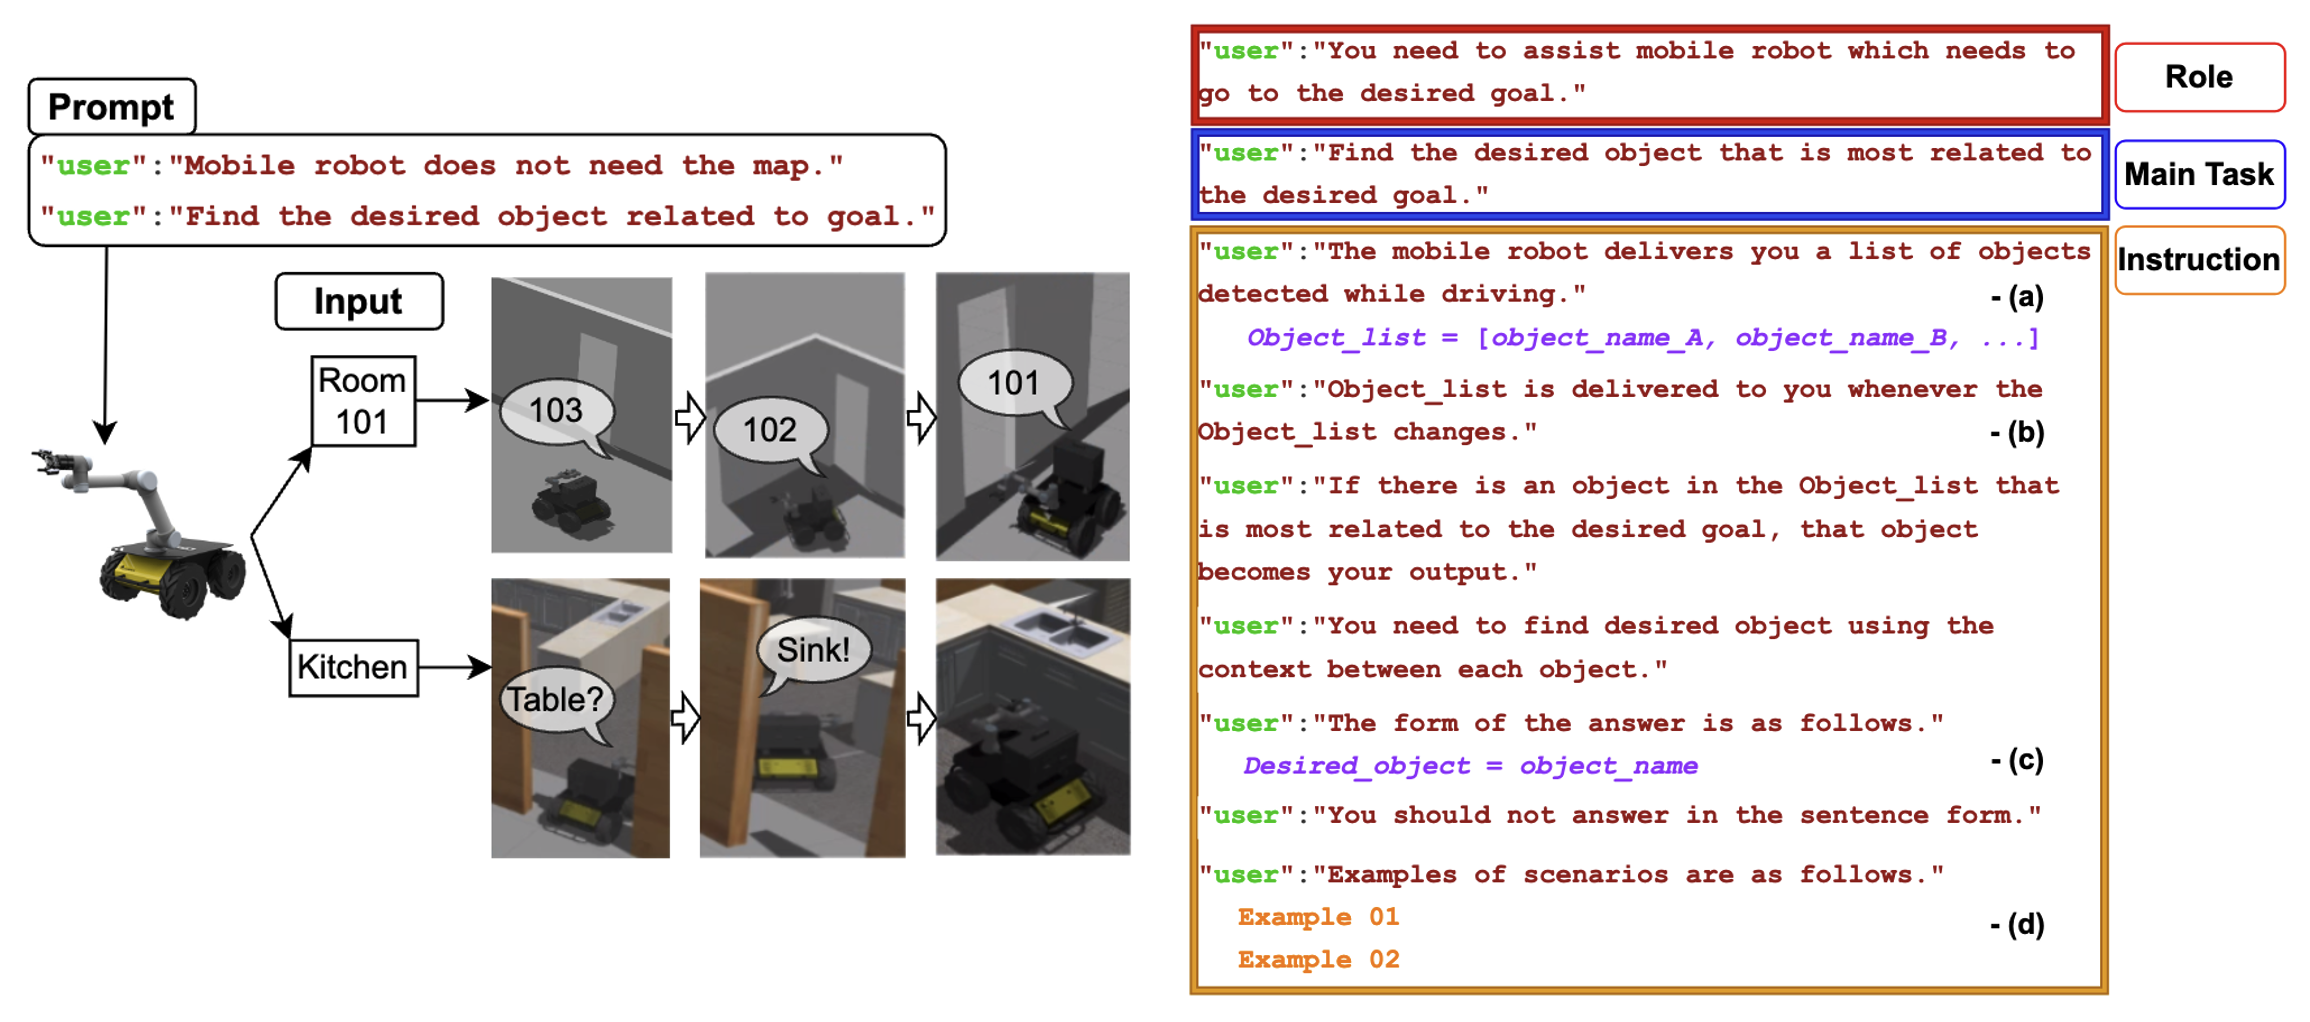 Prompt
"user":"Mobile robot does not need the map."
"user":"Find the desired object related to goal."
Input
Room
101
103
102
101
Kitchen
Table?
Sink!
"user":"You need to assist mobile robot which needs to
go to the desired goal."
Role
"user":"Find the desired object that is most related to
the desired goal."
Main Task
"user":"The mobile robot delivers you a list of objects
detected while driving."
- (a)
Instruction
Object_list = [object_name_A, object_name_B, ...]
"user":"Object_list is delivered to you whenever the
Object_list changes."
- (b)
"user":"If there is an object in the Object_list that
is most related to the desired goal, that object
becomes your output."
"user":"You need to find desired object using the
context between each object."
"user":"The form of the answer is as follows."
Desired_object = object_name
- (c)
"user":"You should not answer in the sentence form."
"user":"Examples of scenarios are as follows."
Example 01
- (d)
Example 02